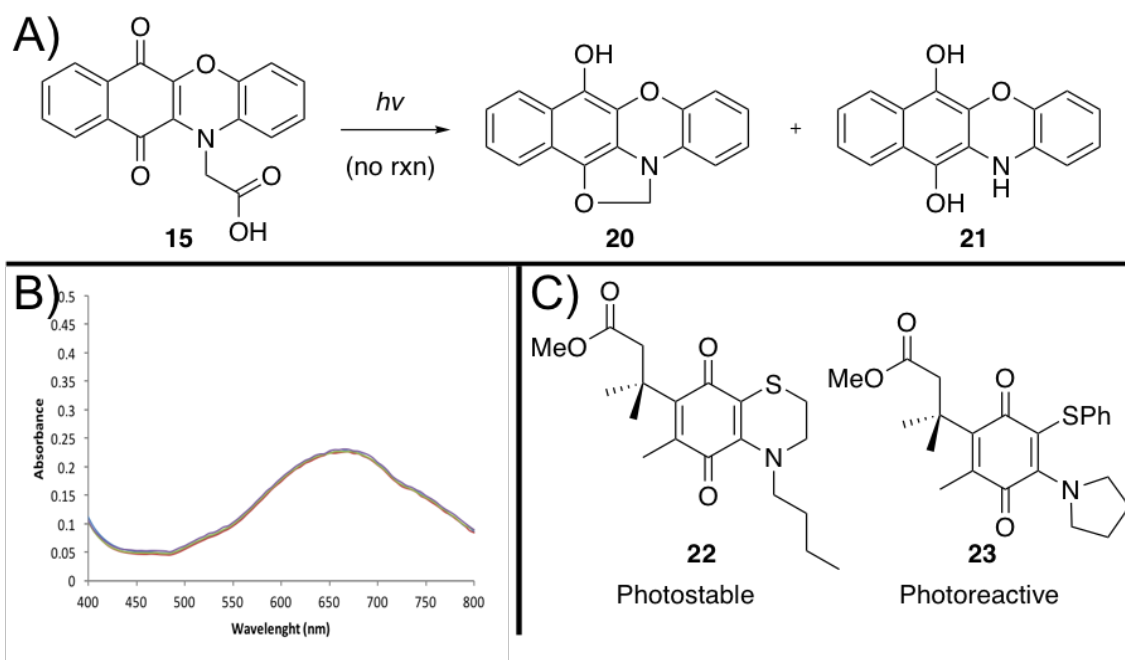 A)
O
O
O
N
O
OH
15
hv
(no rxn)
OH
O
N
O
20
+
OH
O
N
H
OH
21
B)
0.5
0.45
0.4
0.35
0.3
0.25
0.2
0.15
0.1
0.05
0
Absorbance
400 450 500 550 600 650 700 750 800
Wavelenght (nm)
C)
O
MeO
O
S
N
O
22
Photostable
O
MeO
O
SPh
N
O
23
Photoreactive